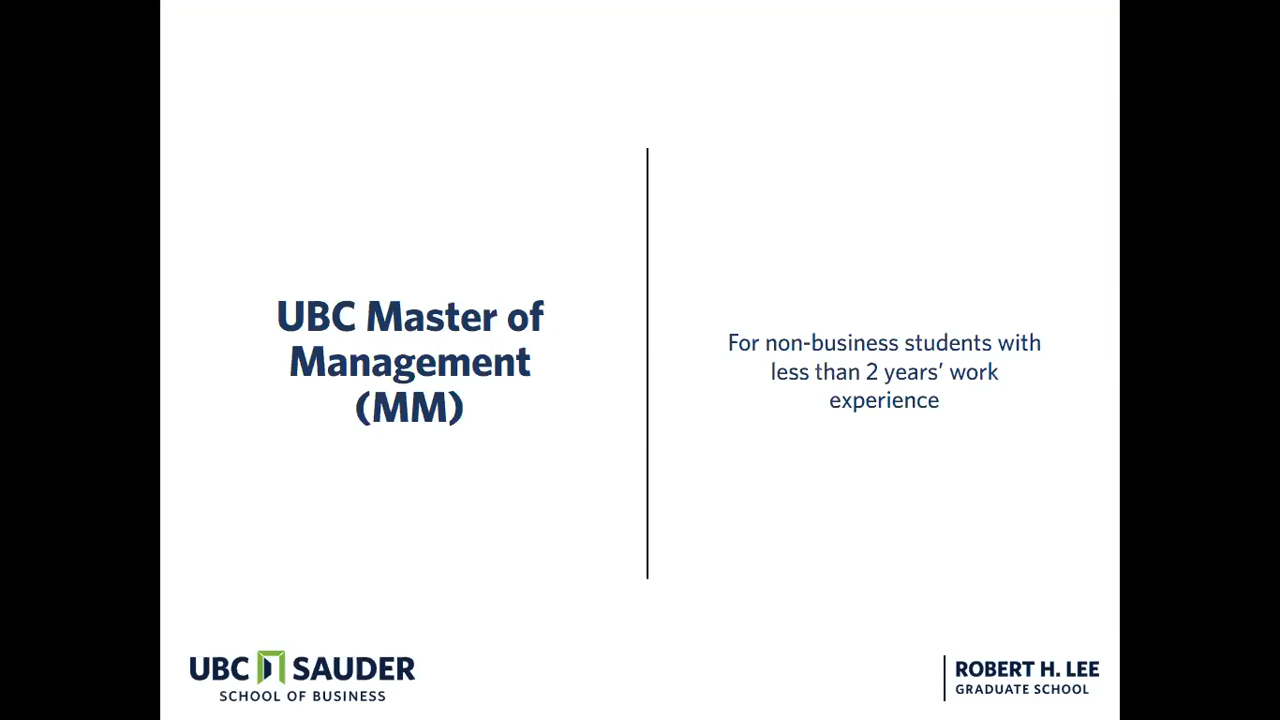 UBC Master of
Management
(MM)
For non-business students with
less than 2 years’ work
experience
UBC SAUDER
SCHOOL OF BUSINESS
ROBERT H. LEE
GRADUATE SCHOOL